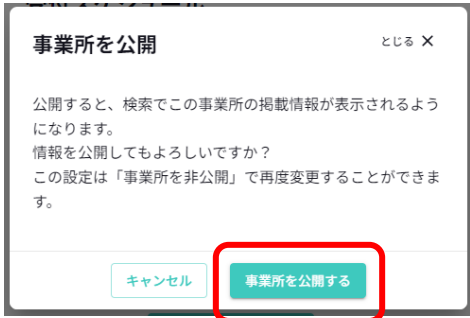 事業所を公開
とじる ×
公開すると、検索でこの事業所の掲載情報が表示されるよう
になります。
情報を公開してもよろしいですか？
この設定は「事業所を非公開」で再度変更することができま
す。
キャンセル
事業所を公開する